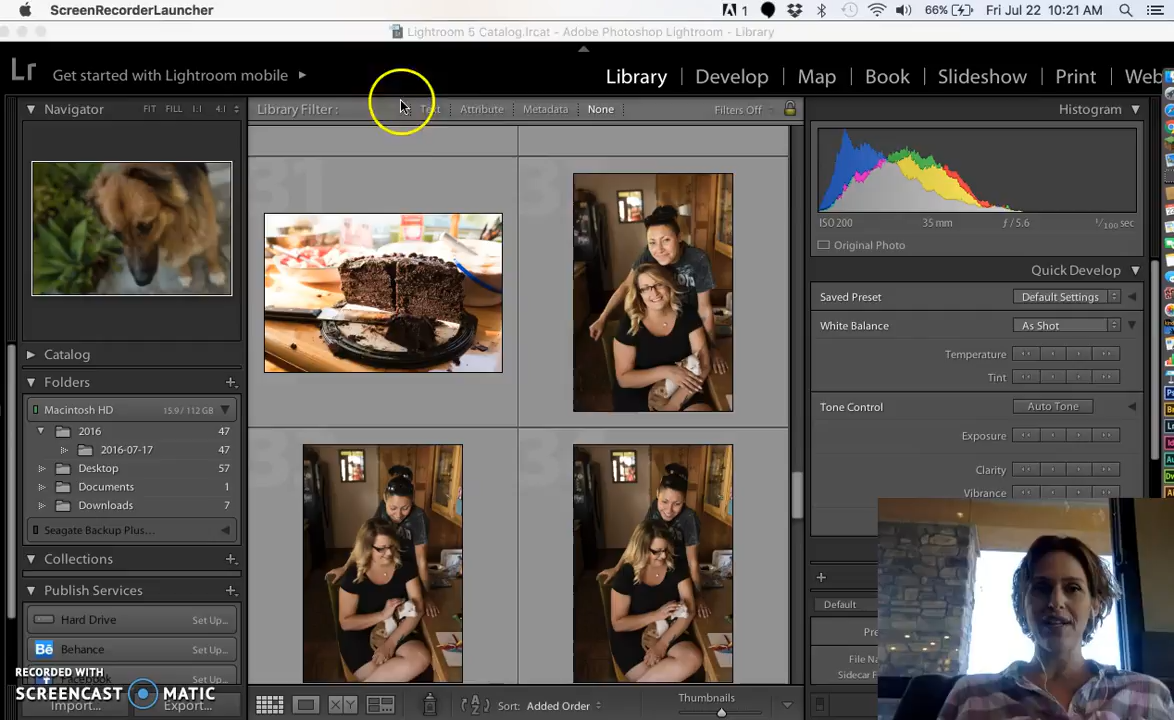 ScreenRecorderLauncher
1
66%
Fri Jul 22 10:21 AM
Lightroom 5 Catalog.lrcat - Adobe Photoshop Lightroom - Library
Lr Get started with Lightroom mobile
Library | Develop | Map | Book | Slideshow | Print | Web
Navigator FIT FILL 1:1 4:1
Library Filter : Text Attribute Metadata None Filters Off
Histogram
31
ISO 200 35 mm ƒ / 5.6 1/100 sec
Original Photo
Quick Develop
Saved Preset Default Settings
White Balance As Shot
Temperature
Tint
Catalog
Folders
Macintosh HD 15.9 / 112 GB
Tone Control Auto Tone
2016 47
Exposure
2016-07-17 47
Desktop 57
Clarity
Documents 1
Vibrance
Downloads 7
Seagate Backup Plus...
Collections
Publish Services
Default
Hard Drive Set Up...
Bē Behance Set Up...
RECORDED WITH
SCREENCAST MATIC
Facebook
Sidecar F
Import... Export...
Sort: Added Order
Thumbnails